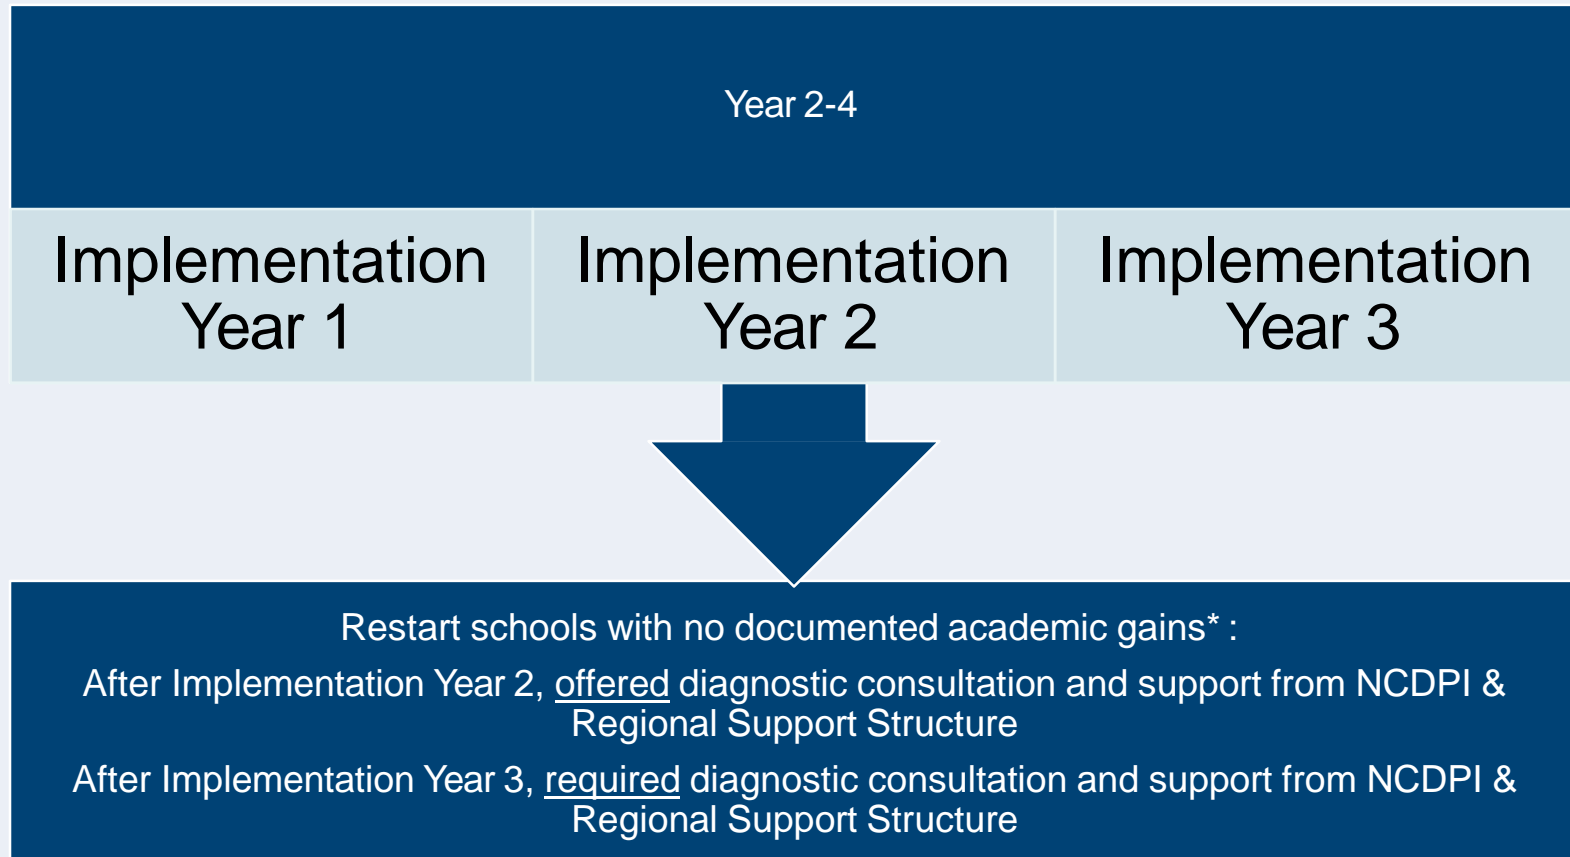 Year 2-4
Implementation
Year 1
Implementation
Year 2
Implementation
Year 3
Restart schools with no documented academic gains* :
After Implementation Year 2, offered diagnostic consultation and support from NCDPI &
Regional Support Structure
After Implementation Year 3, required diagnostic consultation and support from NCDPI &
Regional Support Structure